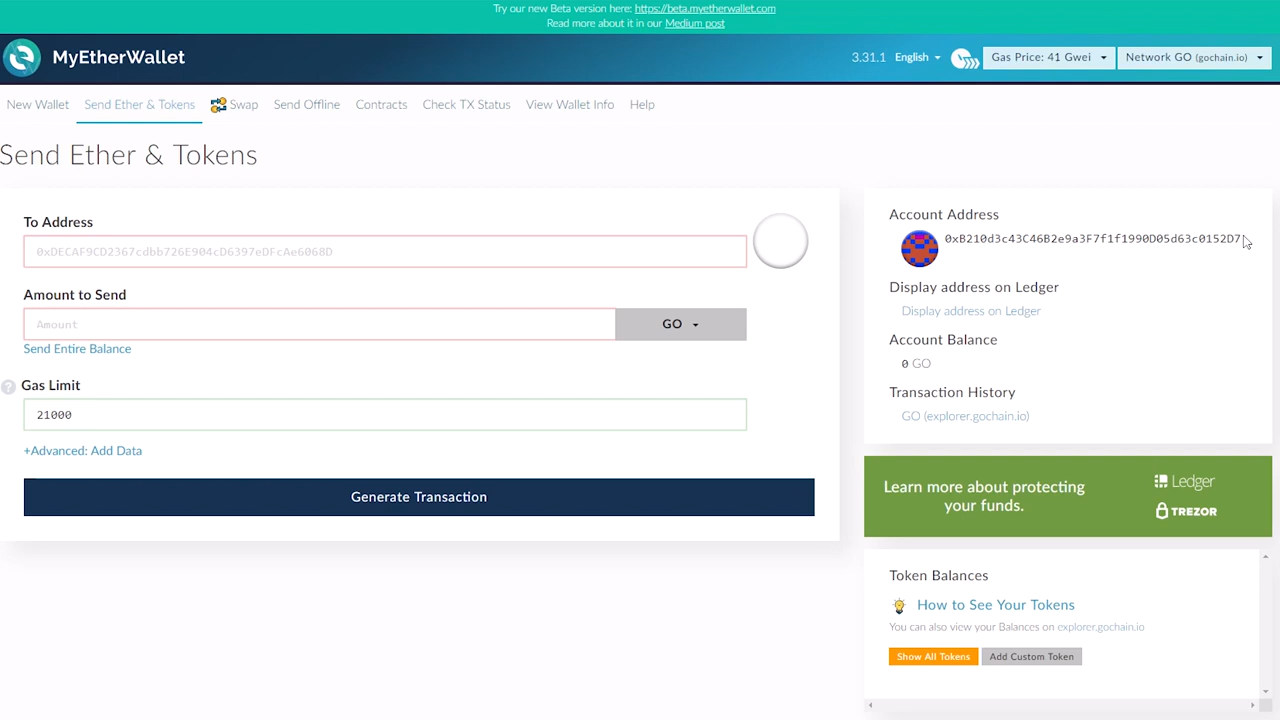 Try our new Beta version here: https://beta.myetherwallet.com
Read more about it in our Medium post
MyEtherWallet
3.31.1 English
Gas Price: 41 Gwei
Network GO (gochain.io)
New Wallet
Send Ether & Tokens
Swap
Send Offline
Contracts
Check TX Status
View Wallet Info
Help
Send Ether & Tokens
To Address
0xDECAF9CD2367cdbb726E904cD6397eDFcAe6068D
Amount to Send
Amount
GO
Send Entire Balance
? Gas Limit
21000
+Advanced: Add Data
Generate Transaction
Account Address
0xB210d3c43C46B2e9a3F7f1f1990D05d63c0152D7
Display address on Ledger
Display address on Ledger
Account Balance
0 GO
Transaction History
GO (explorer.gochain.io)
Learn more about protecting
your funds.
Ledger
TREZOR
Token Balances
How to See Your Tokens
You can also view your Balances on explorer.gochain.io
Show All Tokens
Add Custom Token